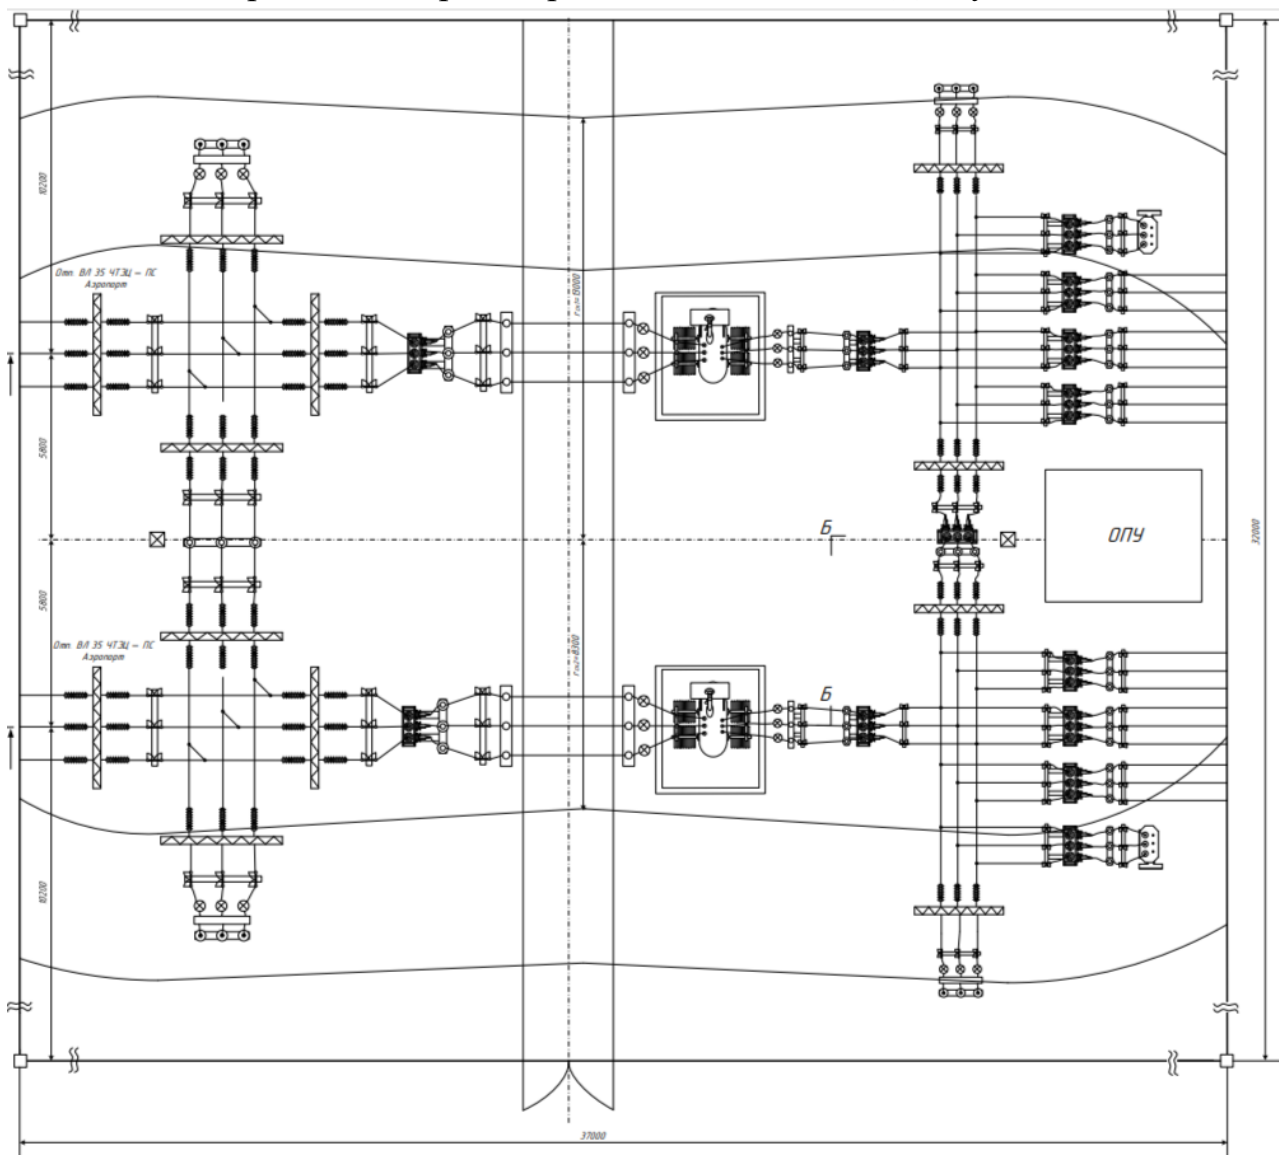 10200
Отп. ВЛ 35 ЧТЭЦ – ПС
Аэропорт
5800
Б
ОПУ
32000
5800
Отп. ВЛ 35 ЧТЭЦ – ПС
Аэропорт
Б
10200
37000